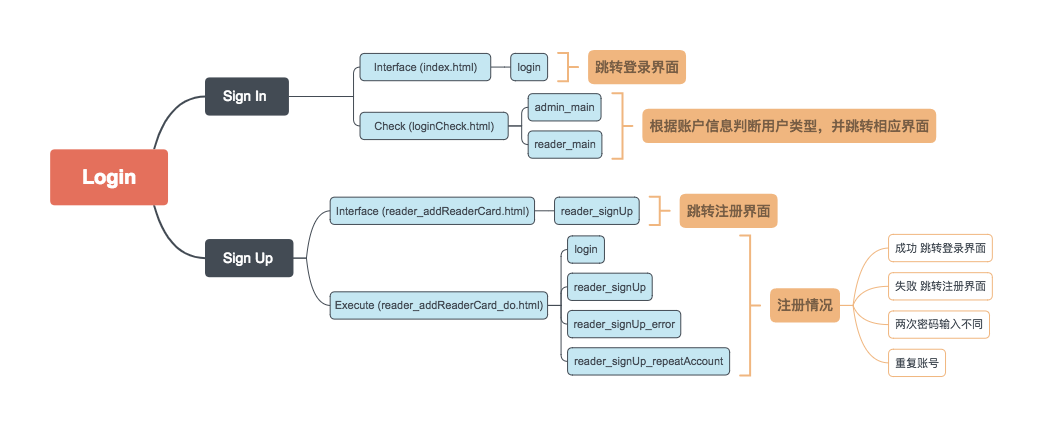 Login
Sign In
Interface (index.html)
login
跳转登录界面
Check (loginCheck.html)
admin_main
reader_main
根据账户信息判断用户类型，并跳转相应界面
Sign Up
Interface (reader_addReaderCard.html)
reader_signUp
跳转注册界面
Execute (reader_addReaderCard_do.html)
login
reader_signUp
reader_signUp_error
reader_signUp_repeatAccount
注册情况
成功 跳转登录界面
失败 跳转注册界面
两次密码输入不同
重复账号